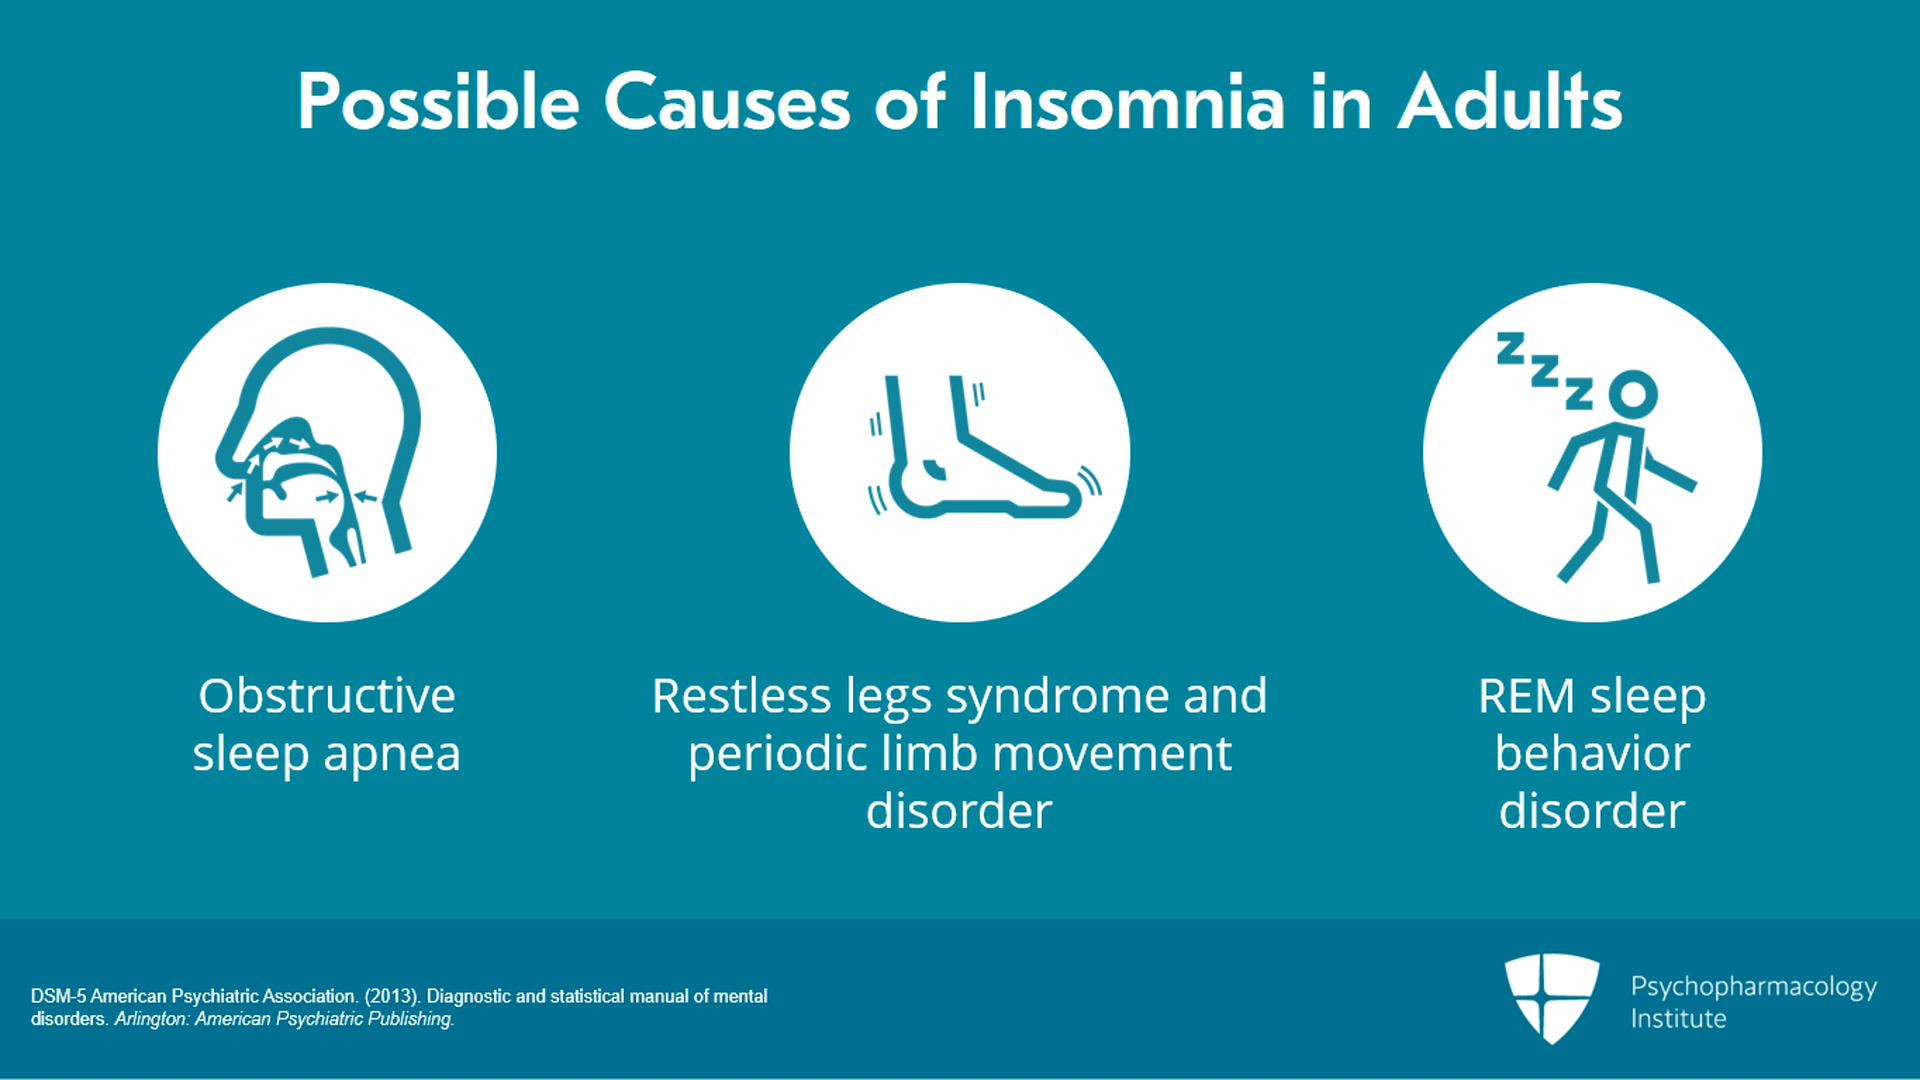 Possible Causes of Insomnia in Adults
z z z
Obstructive
sleep apnea
Restless legs syndrome and
periodic limb movement
disorder
REM sleep
behavior
disorder
DSM-5 American Psychiatric Association. (2013). Diagnostic and statistical manual of mental
disorders. Arlington: American Psychiatric Publishing.
Psychopharmacology
Institute